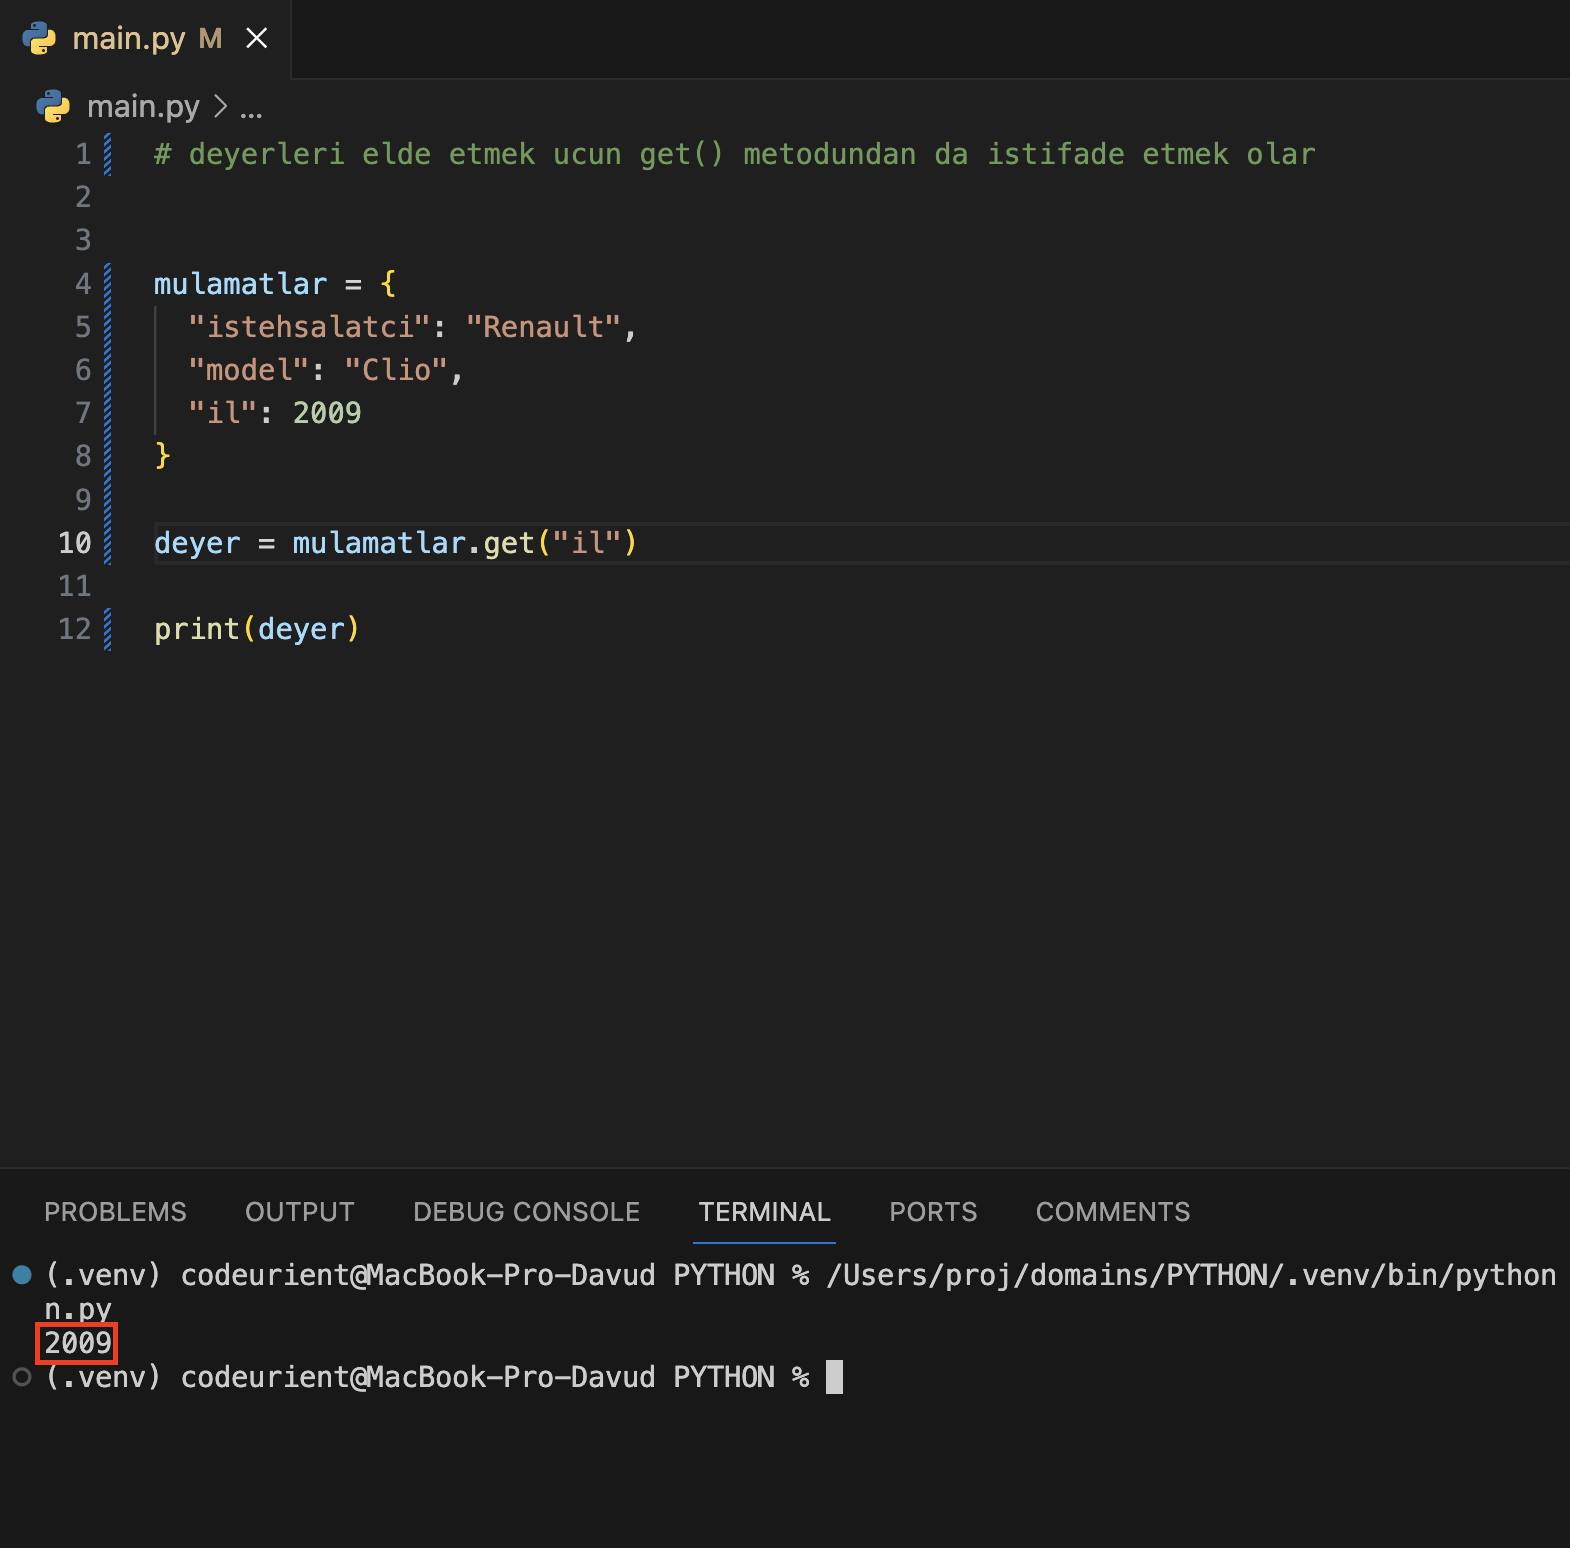 main.py M
main.py > ...
1 # deyerleri elde etmek ucun get() metodundan da istifade etmek olar
2
3
4 mulamatlar = {
5 "istehsalatci": "Renault",
6 "model": "Clio",
7 "il": 2009
8 }
9
10 deyer = mulamatlar.get("il")
11
12 print(deyer)
PROBLEMS OUTPUT DEBUG CONSOLE TERMINAL PORTS COMMENTS
(.venv) codeurient@MacBook-Pro-Davud PYTHON % /Users/proj/domains/PYTHON/.venv/bin/python
n.py
2009
(.venv) codeurient@MacBook-Pro-Davud PYTHON %